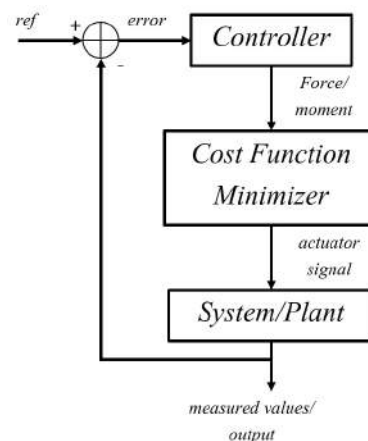 ref
+
error
-
Controller
Force/
moment
Cost Function
Minimizer
actuator
signal
System/Plant
measured values/
output